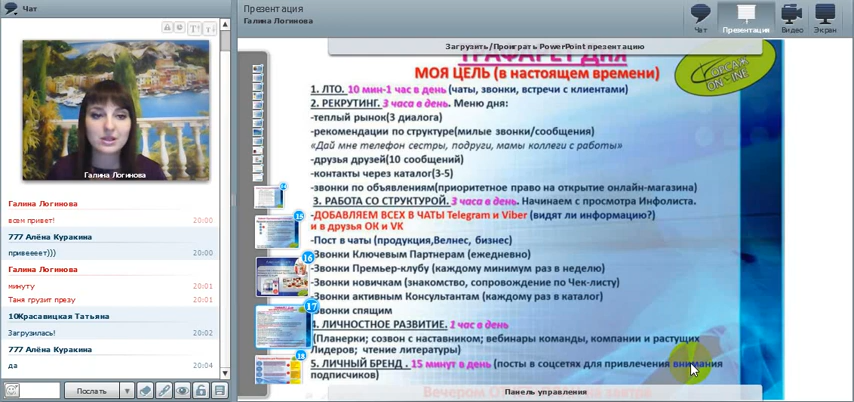 Чат
Галина Логинова
Галина Логинова
всем привет! 20:00
777 Алёна Куракина
привеееет))) 20:00
Галина Логинова
минуту 20:01
Таня грузит презу 20:01
10Красавицкая Татьяна
Загрузилась! 20:02
777 Алёна Куракина
да 20:04
Послать
Презентация
Галина Логинова
Чат
Презентация
Видео
Экран
Загрузить/Проиграть PowerPoint презентацию
ТРАФАРЕТ ДНЯ
МОЯ ЦЕЛЬ (в настоящем времени)
ONLINE
1. ЛТО. 10 мин-1 час в день (чаты, звонки, встречи с клиентами)
2. РЕКРУТИНГ. 3 часа в день. Меню дня:
-теплый рынок(3 диалога)
-рекомендации по структуре(милые звонки/сообщения)
«Дай мне телефон сестры, подруги, мамы коллеги с работы»
-друзья друзей(10 сообщений)
-контакты через каталог(3-5)
-звонки по объявлениям(приоритетное право на открытие онлайн-магазина)
3. РАБОТА СО СТРУКТУРОЙ. 3 часа в день. Начинаем с просмотра Инфолиста.
-ДОБАВЛЯЕМ ВСЕХ В ЧАТЫ Telegram и Viber (видят ли информацию?)
и в друзья ОК и VK
-Пост в чаты (продукция,Велнес, бизнес)
-Звонки Ключевым Партнерам (ежедневно)
-Звонки Премьер-клубу (каждому минимум раз в неделю)
-Звонки новичкам (знакомство, сопровождение по Чек-листу)
-Звонки активным Консультантам (каждому раз в каталог)
звонки спящим
4. ЛИЧНОСТНОЕ РАЗВИТИЕ. 1 час в день
(Планерки; созвон с наставником; вебинары команды, компании и растущих
Лидеров; чтение литературы)
5. ЛИЧНЫЙ БРЕНД . 15 минут в день (посты в соцсетях для привлечения внимания
подписчиков)
14
15
16
17
18
Панель управления